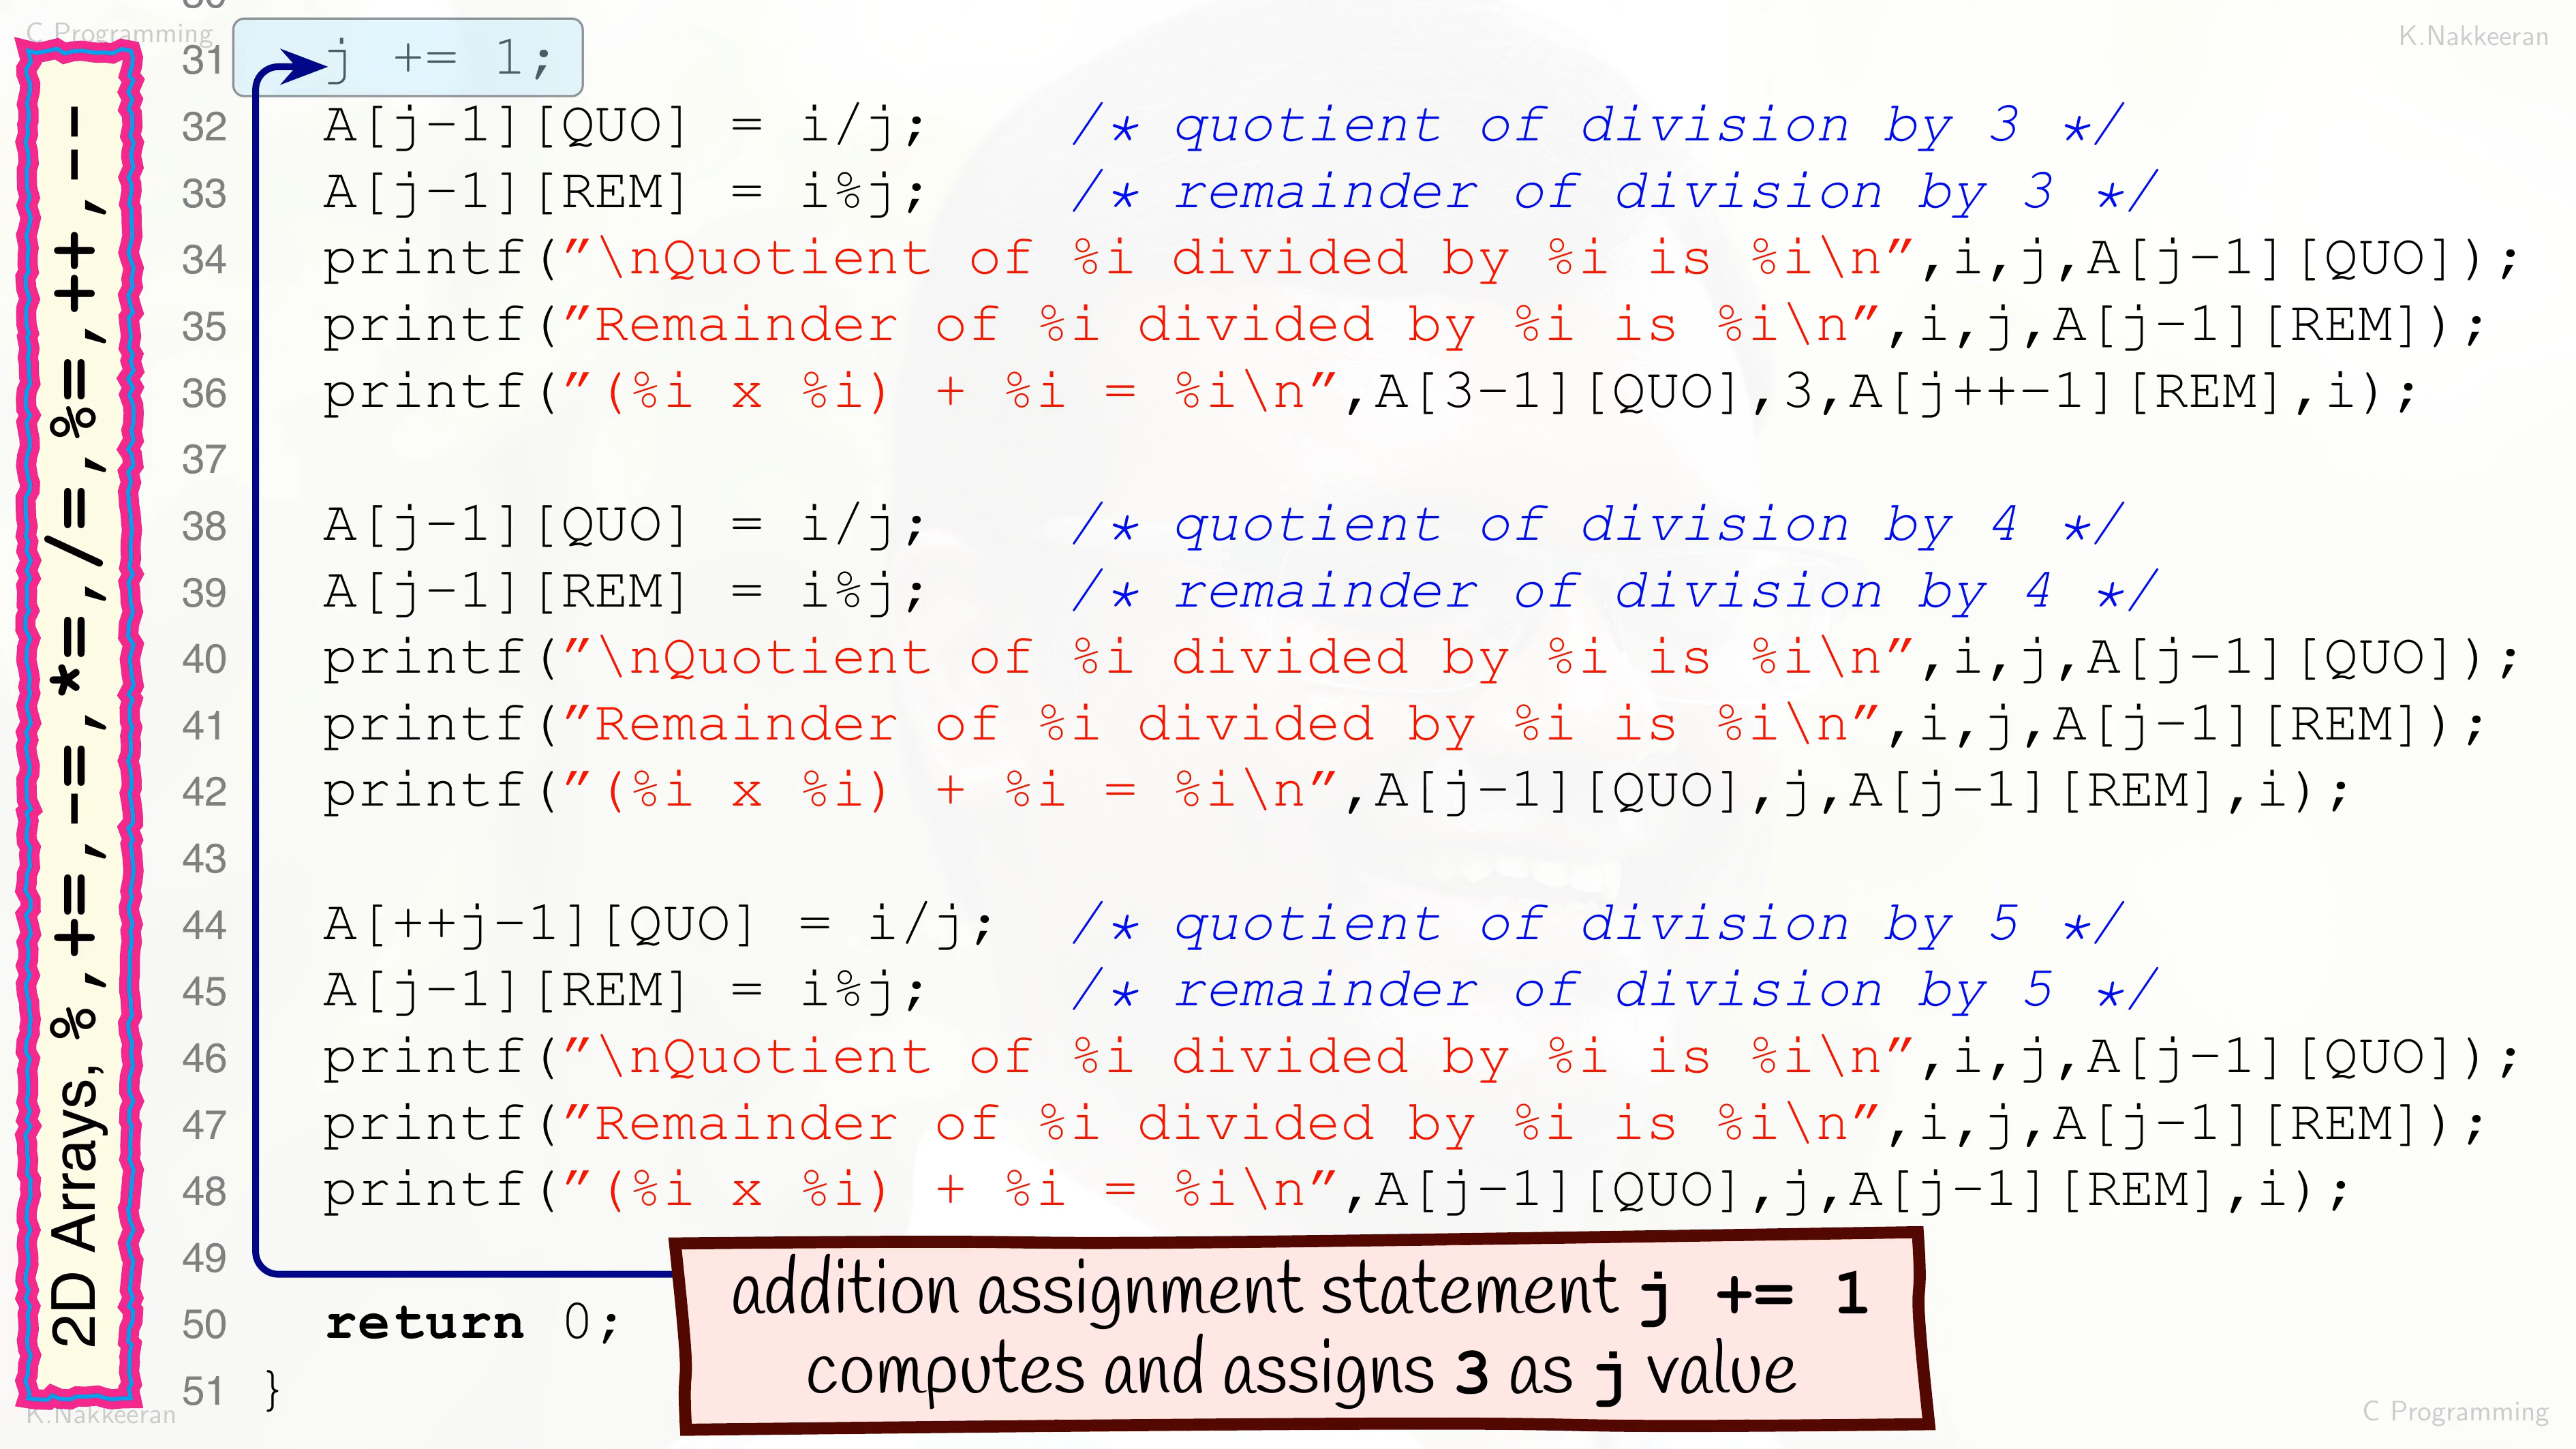 C Programming
K.Nakkeeran
2D Arrays, %,+=,-=,*=,/=,%=,++,--
30
31 j += 1;
32 A[j-1][QUO] = i/j; /* quotient of division by 3 */
33 A[j-1][REM] = i%j; /* remainder of division by 3 */
34 printf("\nQuotient of %i divided by %i is %i\n",i,j,A[j-1][QUO]);
35 printf("Remainder of %i divided by %i is %i\n",i,j,A[j-1][REM]);
36 printf("(%i x %i) + %i = %i\n",A[3-1][QUO],3,A[j++-1][REM],i);
37
38 A[j-1][QUO] = i/j; /* quotient of division by 4 */
39 A[j-1][REM] = i%j; /* remainder of division by 4 */
40 printf("\nQuotient of %i divided by %i is %i\n",i,j,A[j-1][QUO]);
41 printf("Remainder of %i divided by %i is %i\n",i,j,A[j-1][REM]);
42 printf("(%i x %i) + %i = %i\n",A[j-1][QUO],j,A[j-1][REM],i);
43
44 A[++j-1][QUO] = i/j; /* quotient of division by 5 */
45 A[j-1][REM] = i%j; /* remainder of division by 5 */
46 printf("\nQuotient of %i divided by %i is %i\n",i,j,A[j-1][QUO]);
47 printf("Remainder of %i divided by %i is %i\n",i,j,A[j-1][REM]);
48 printf("(%i x %i) + %i = %i\n",A[j-1][QUO],j,A[j-1][REM],i);
49
50 return 0;
51 }
addition assignment statement j += 1
computes and assigns 3 as j value
K.Nakkeeran
C Programming